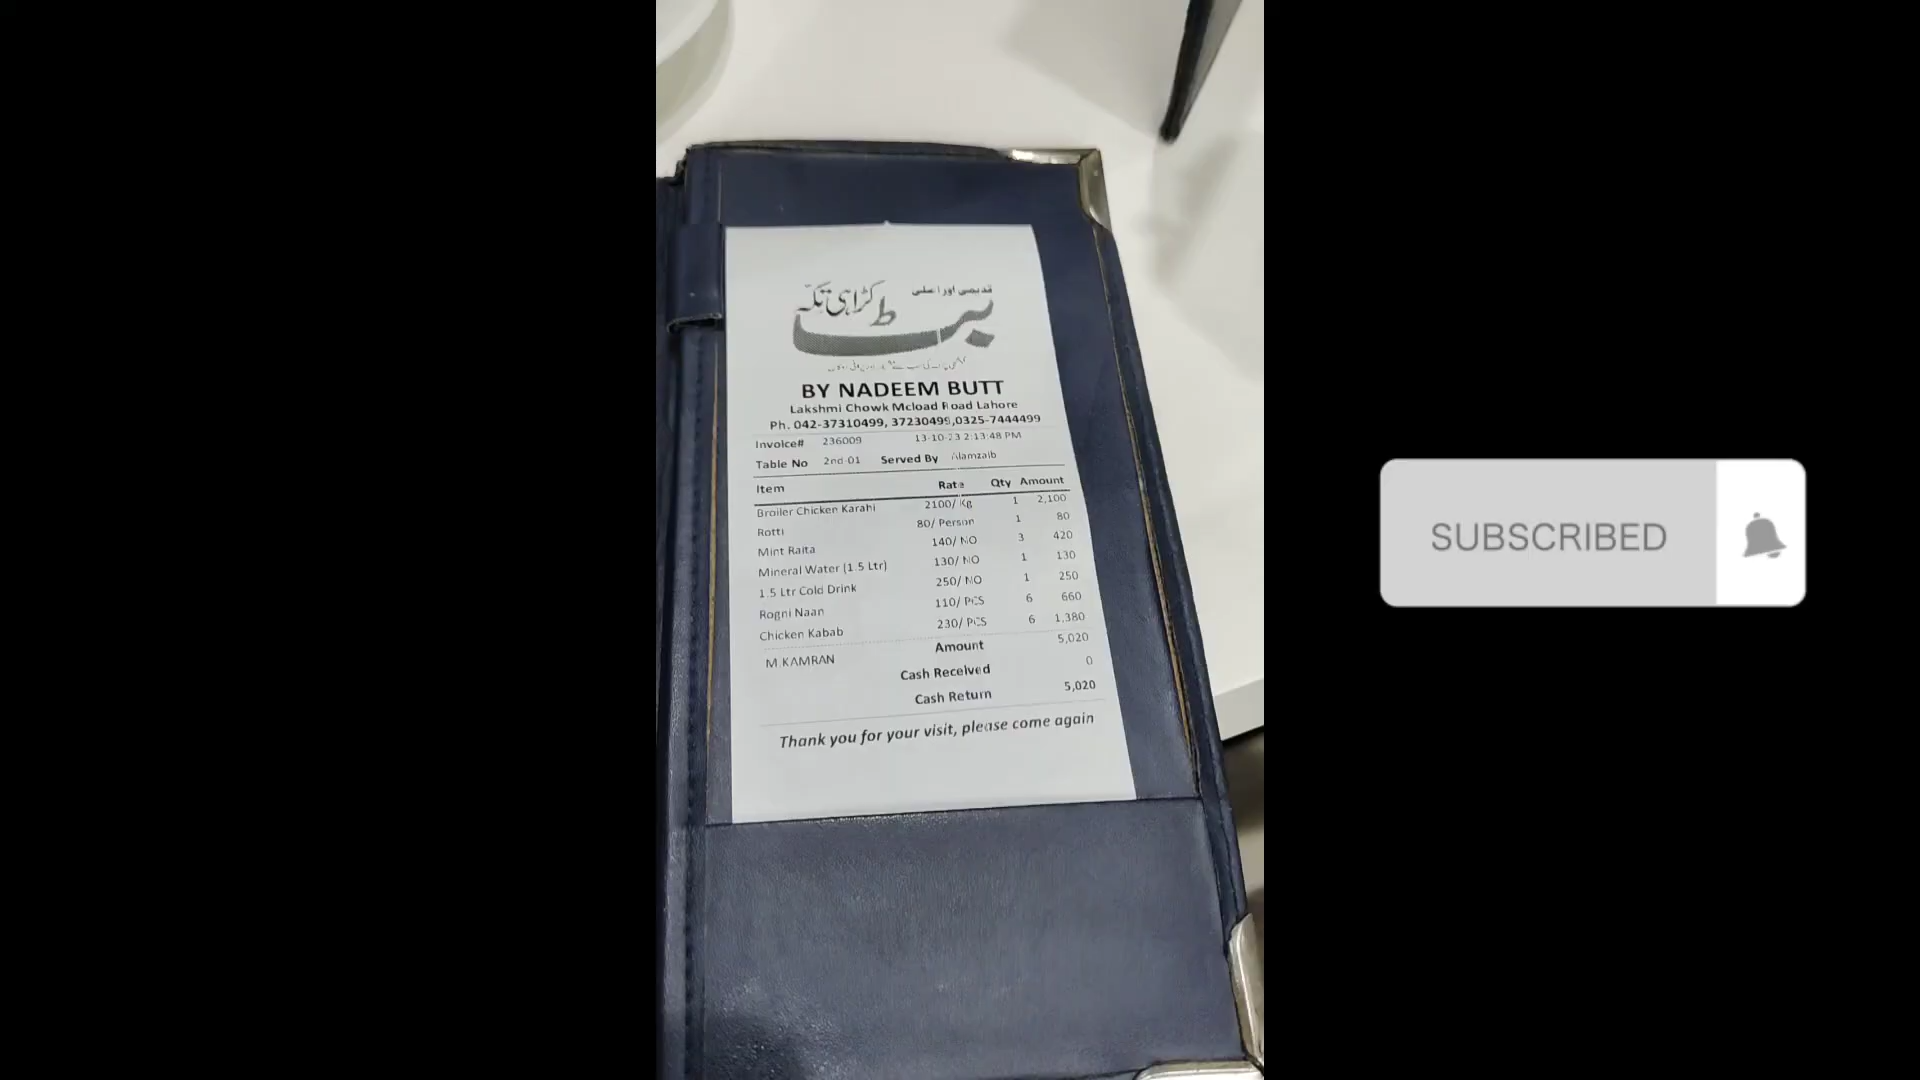 قدیمی اور اصلی
بٹ کڑاہی تکہ
BY NADEEM BUTT
Lakshmi Chowk Mcload Road Lahore
Ph. 042-37310499, 37230499,0325-7444499
Invoice# 236009 13-10-23 2:13:48 PM
Table No 2nd-01 Served By Alamzaib
Item Rate Qty Amount
Broiler Chicken Karahi 2100/ Kg 1 2,100
Rotti 80/ Person 1 80
Mint Raita 140/ NO 3 420
Mineral Water (1.5 Ltr) 130/ NO 1 130
1.5 Ltr Cold Drink 250/ NO 1 250
Rogni Naan 110/ PCS 6 660
Chicken Kabab 230/ PCS 6 1,380
Amount 5,020
M.KAMRAN
Cash Received 0
Cash Return 5,020
Thank you for your visit, please come again
SUBSCRIBED